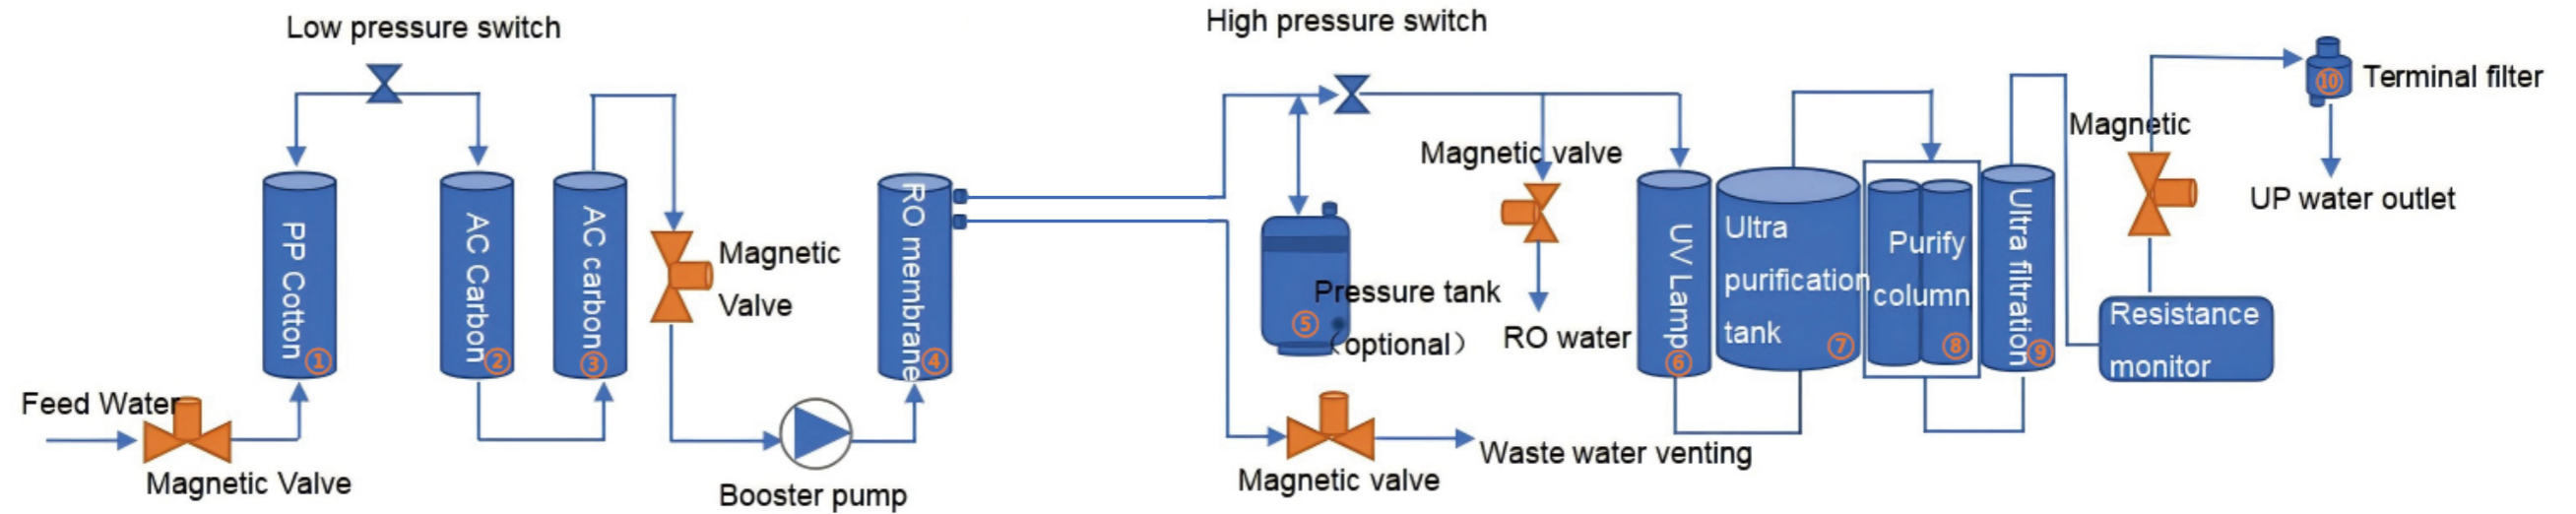 Low pressure switch
High pressure switch
Feed Water
Magnetic Valve
PP Cotton ①
AC Carbon ②
AC carbon ③
Magnetic
Valve
Booster pump
RO membrane ④
Pressure tank
⑤
（optional）
Magnetic valve
RO water
Magnetic valve
Waste water venting
UV Lamp ⑥
Ultra
purification
tank ⑦
Purify
column
⑧
Ultra filtration ⑨
Resistance
monitor
Magnetic
⑩
Terminal filter
UP water outlet